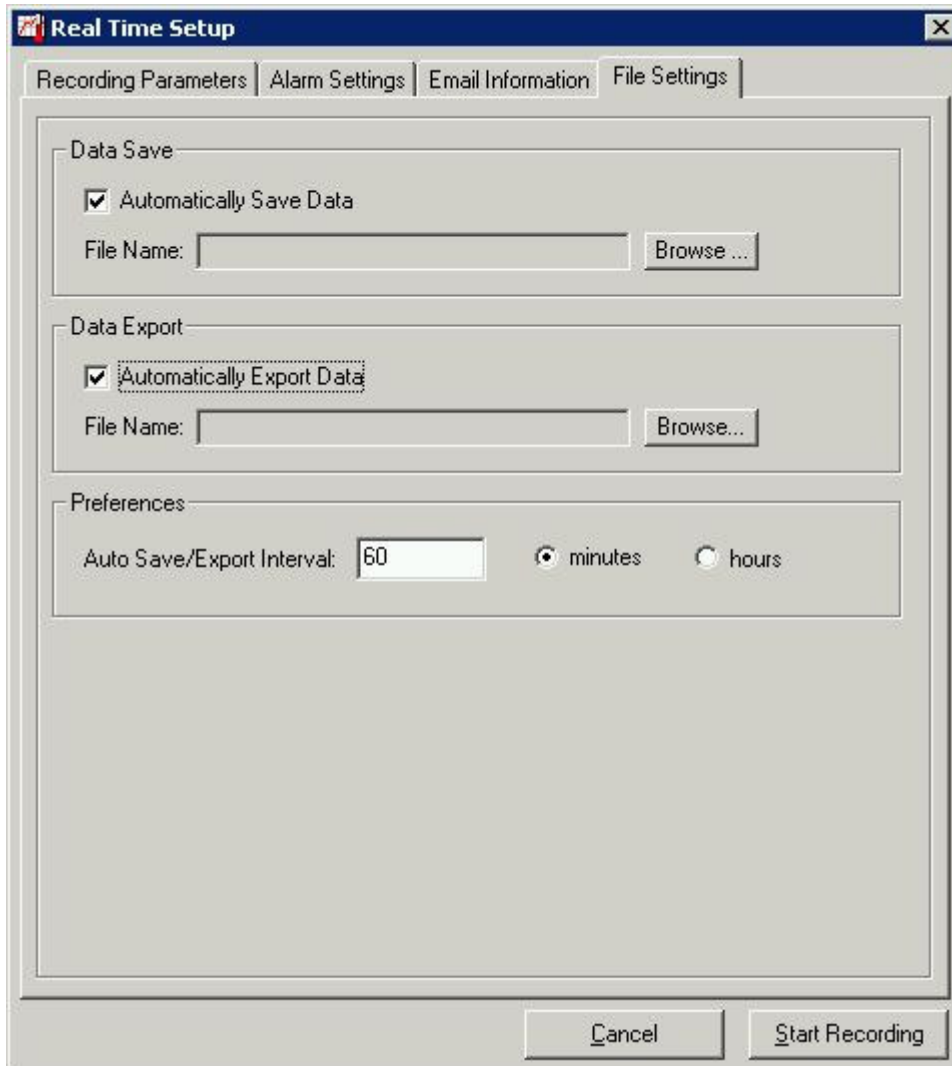 Real Time Setup
Recording Parameters Alarm Settings Email Information File Settings
Data Save
Automatically Save Data
File Name: Browse ...
Data Export
Automatically Export Data
File Name: Browse...
Preferences
Auto Save/Export Interval: 60 minutes hours
Cancel Start Recording